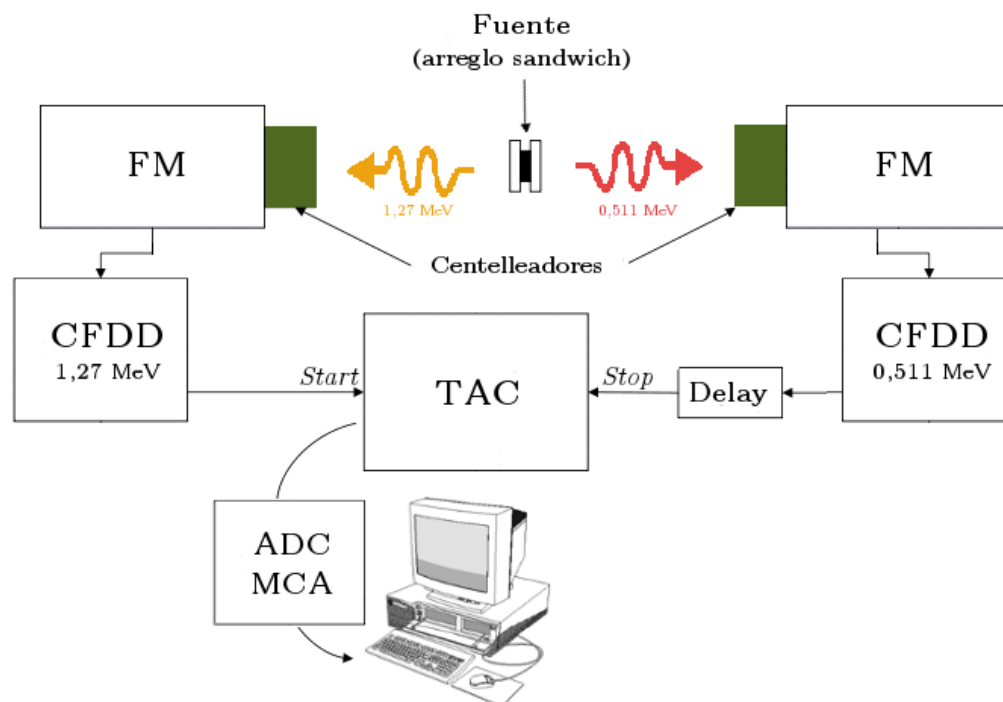 Fuente
(arreglo sandwich)
FM
FM
1,27 MeV
0,511 MeV
Centelleadores
CFDD
1,27 MeV
CFDD
0,511 MeV
Start
TAC
Stop
Delay
ADC
MCA